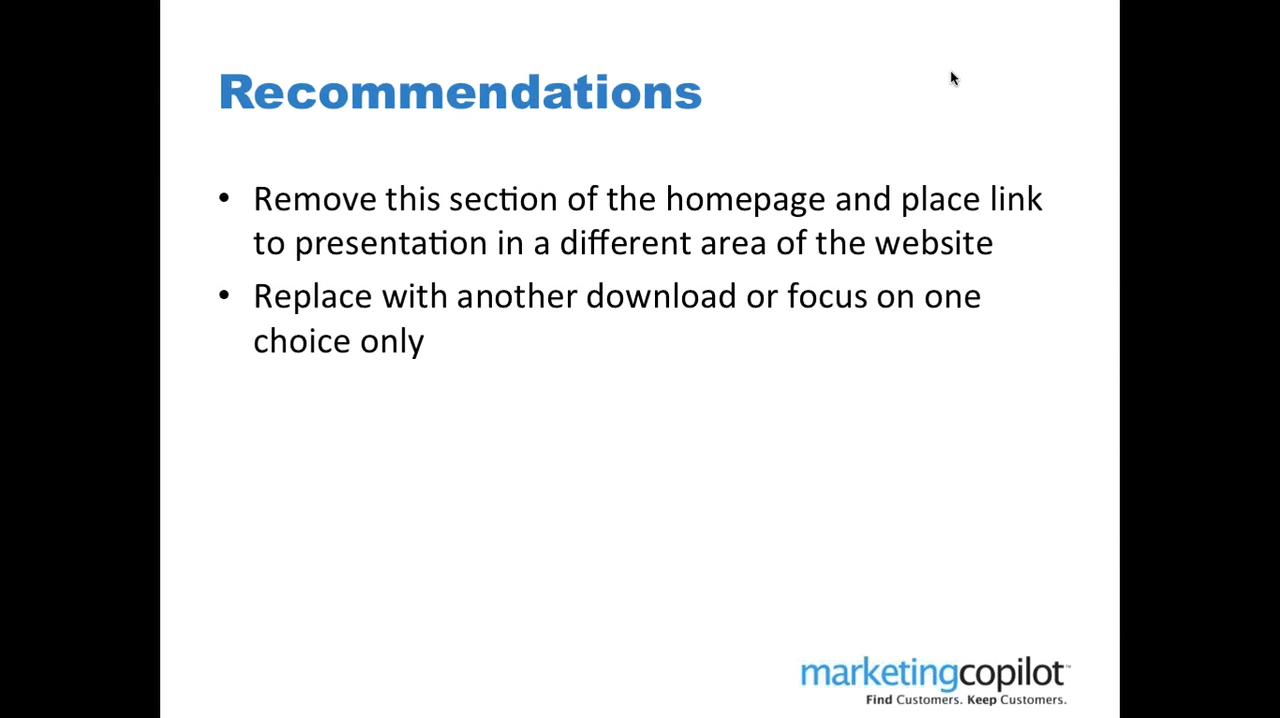 Recommendations
• Remove this section of the homepage and place link
to presentation in a different area of the website
• Replace with another download or focus on one
choice only
marketingcopilot™
Find Customers. Keep Customers.